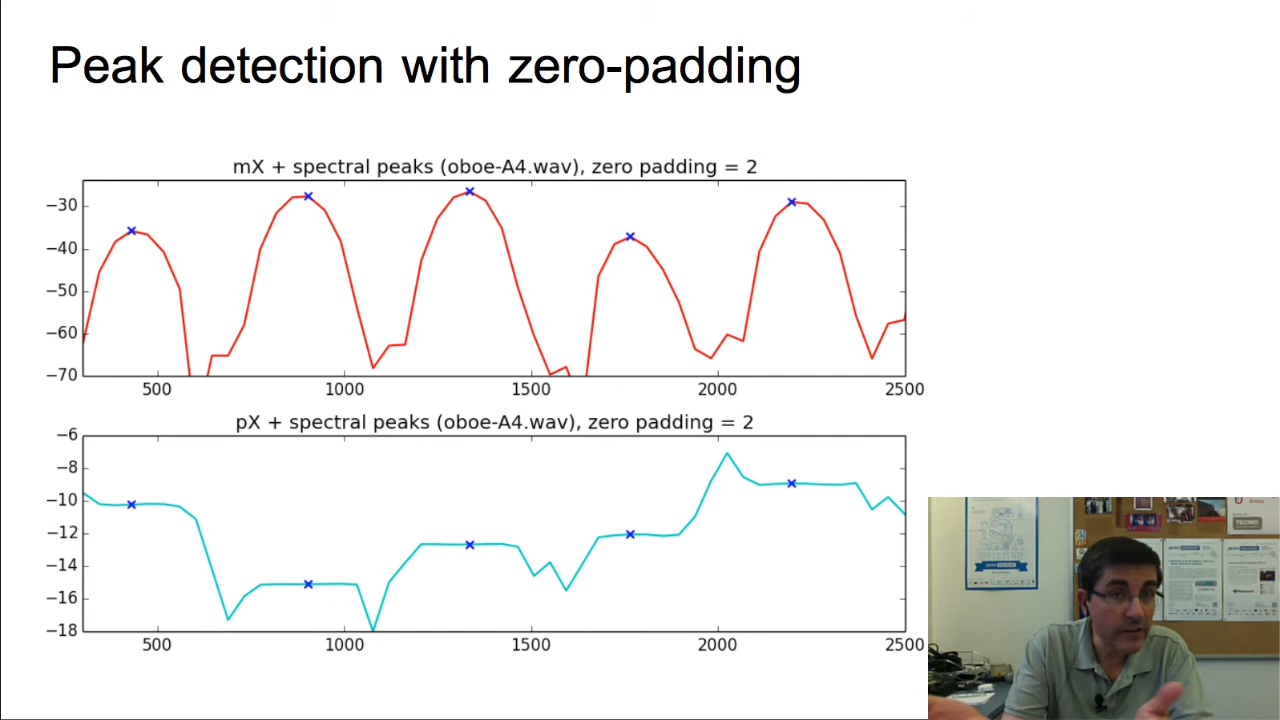 Peak detection with zero-padding
mX + spectral peaks (oboe-A4.wav), zero padding = 2
−30
−40
−50
−60
−70
500 1000 1500 2000 2500
pX + spectral peaks (oboe-A4.wav), zero padding = 2
−6
−8
−10
−12
−14
−16
−18
500 1000 1500 2000 2500
TECNIO